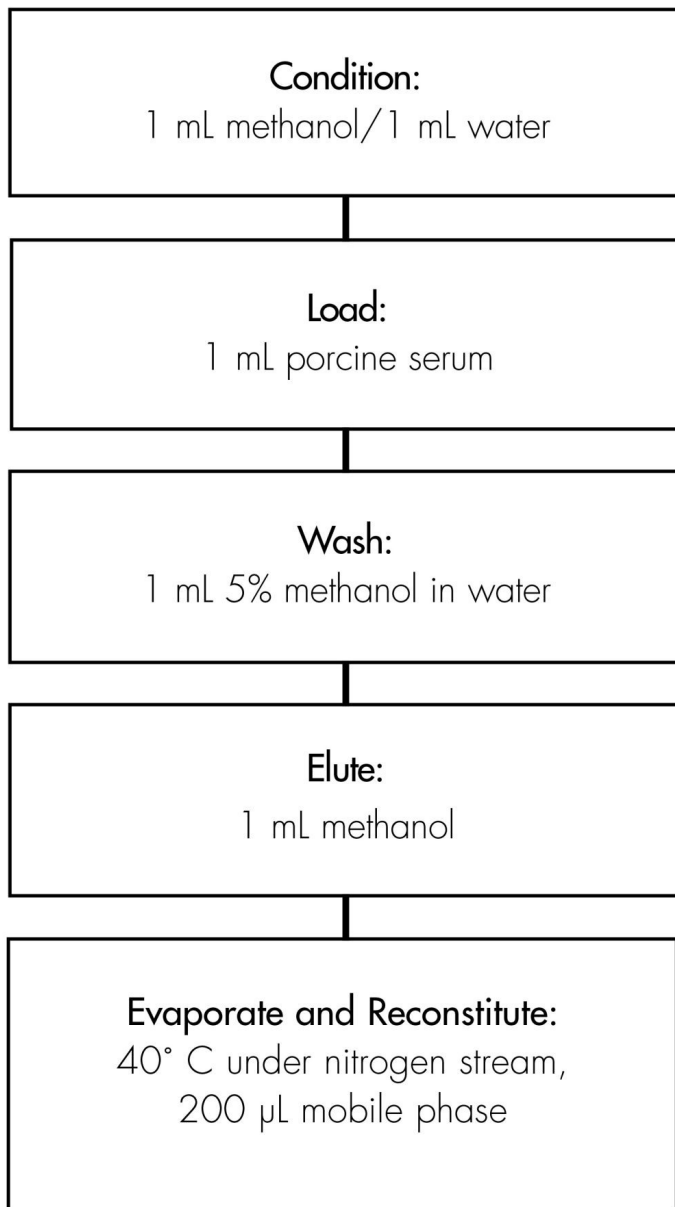 Condition:
1 mL methanol/1 mL water
Load:
1 mL porcine serum
Wash:
1 mL 5% methanol in water
Elute:
1 mL methanol
Evaporate and Reconstitute:
40° C under nitrogen stream,
200 µL mobile phase